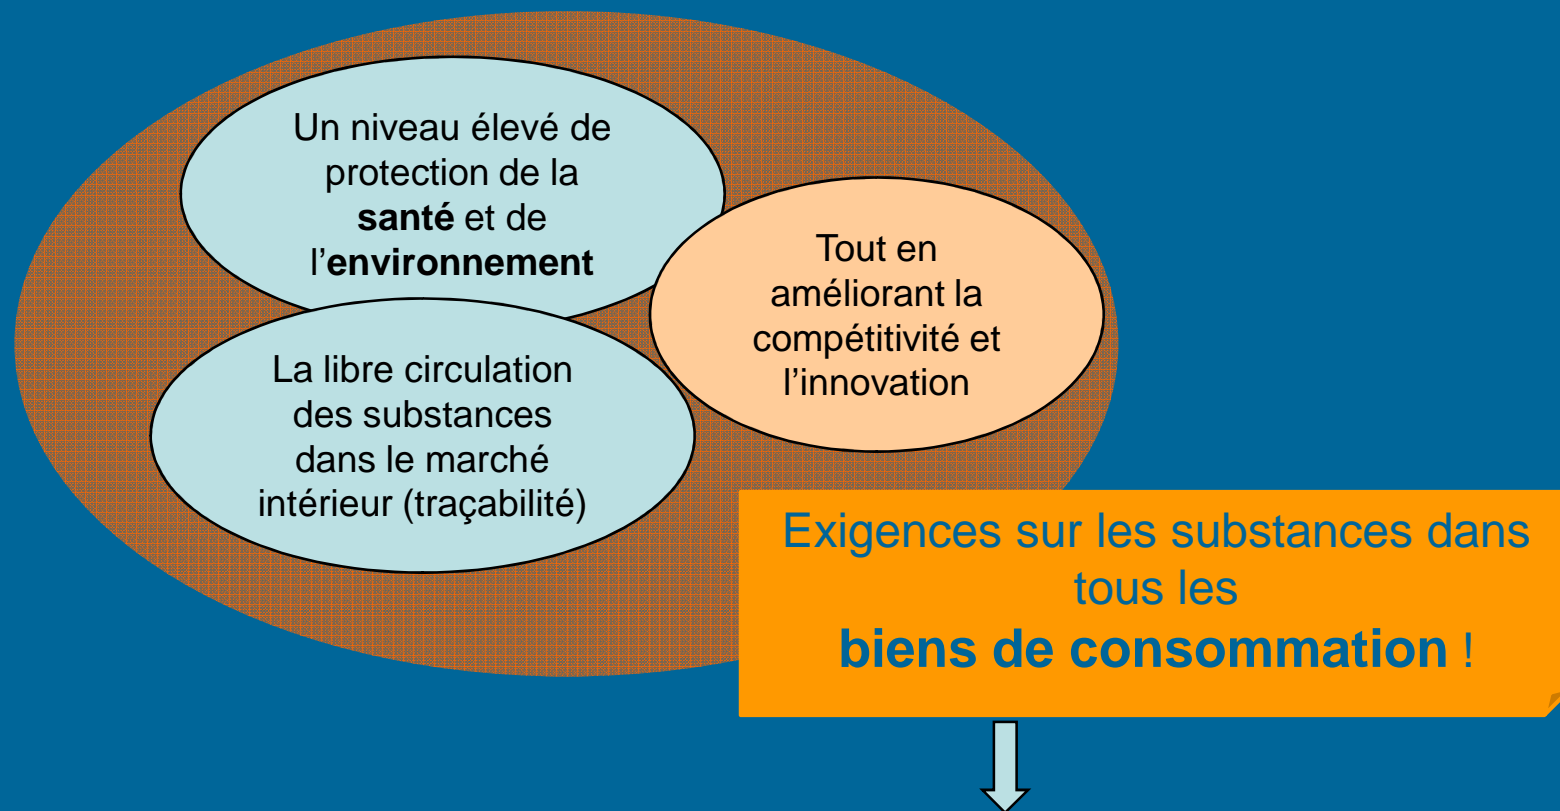 Un niveau élevé de
protection de la
santé et de
l’environnement
Tout en
améliorant la
compétitivité et
l’innovation
La libre circulation
des substances
dans le marché
intérieur (traçabilité)
Exigences sur les substances dans
tous les
biens de consommation !